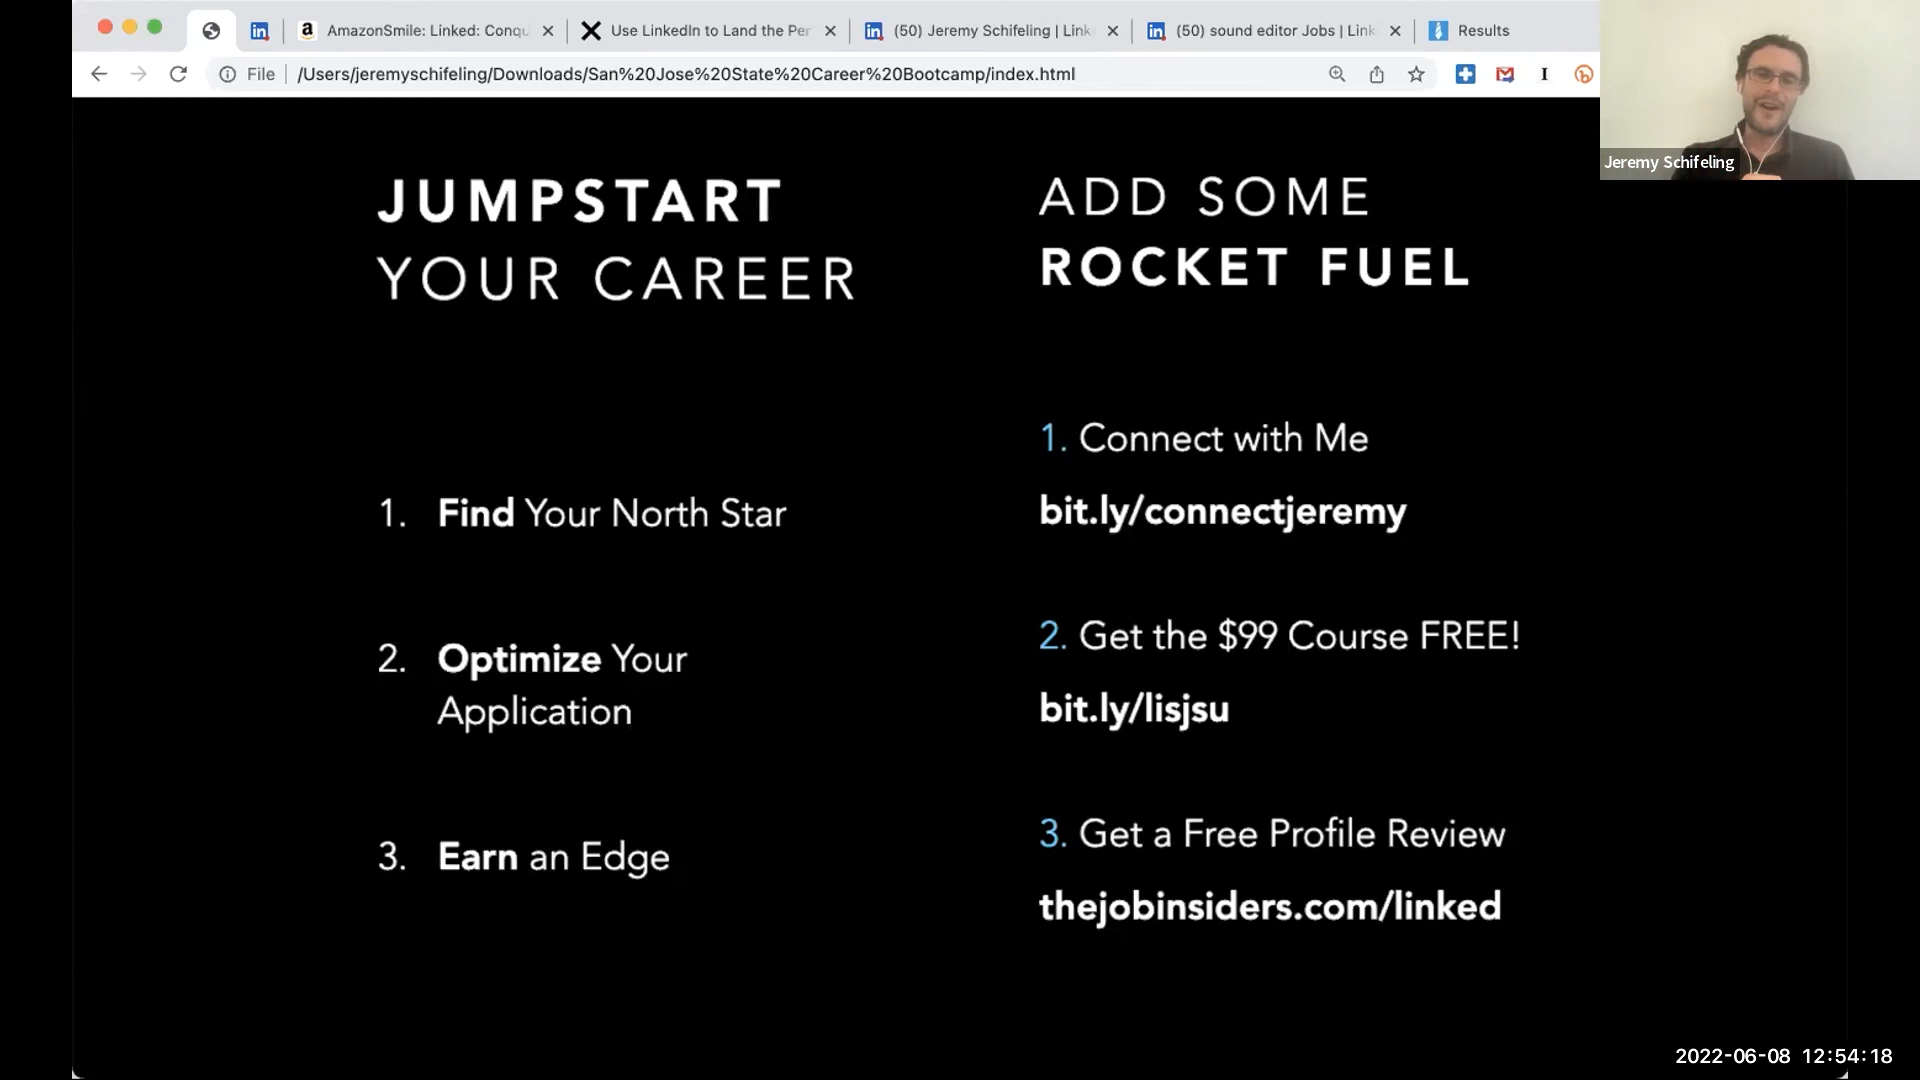 AmazonSmile: Linked: Conqu
Use LinkedIn to Land the Per
(50) Jeremy Schifeling | Link
(50) sound editor Jobs | Link
Results
File
/Users/jeremyschifeling/Downloads/San%20Jose%20State%20Career%20Bootcamp/index.html
Jeremy Schifeling
JUMPSTART
YOUR CAREER
1. Find Your North Star
2. Optimize Your
Application
3. Earn an Edge
ADD SOME
ROCKET FUEL
1. Connect with Me
bit.ly/connectjeremy
2. Get the $99 Course FREE!
bit.ly/lisjsu
3. Get a Free Profile Review
thejobinsiders.com/linked
2022-06-08 12:54:18